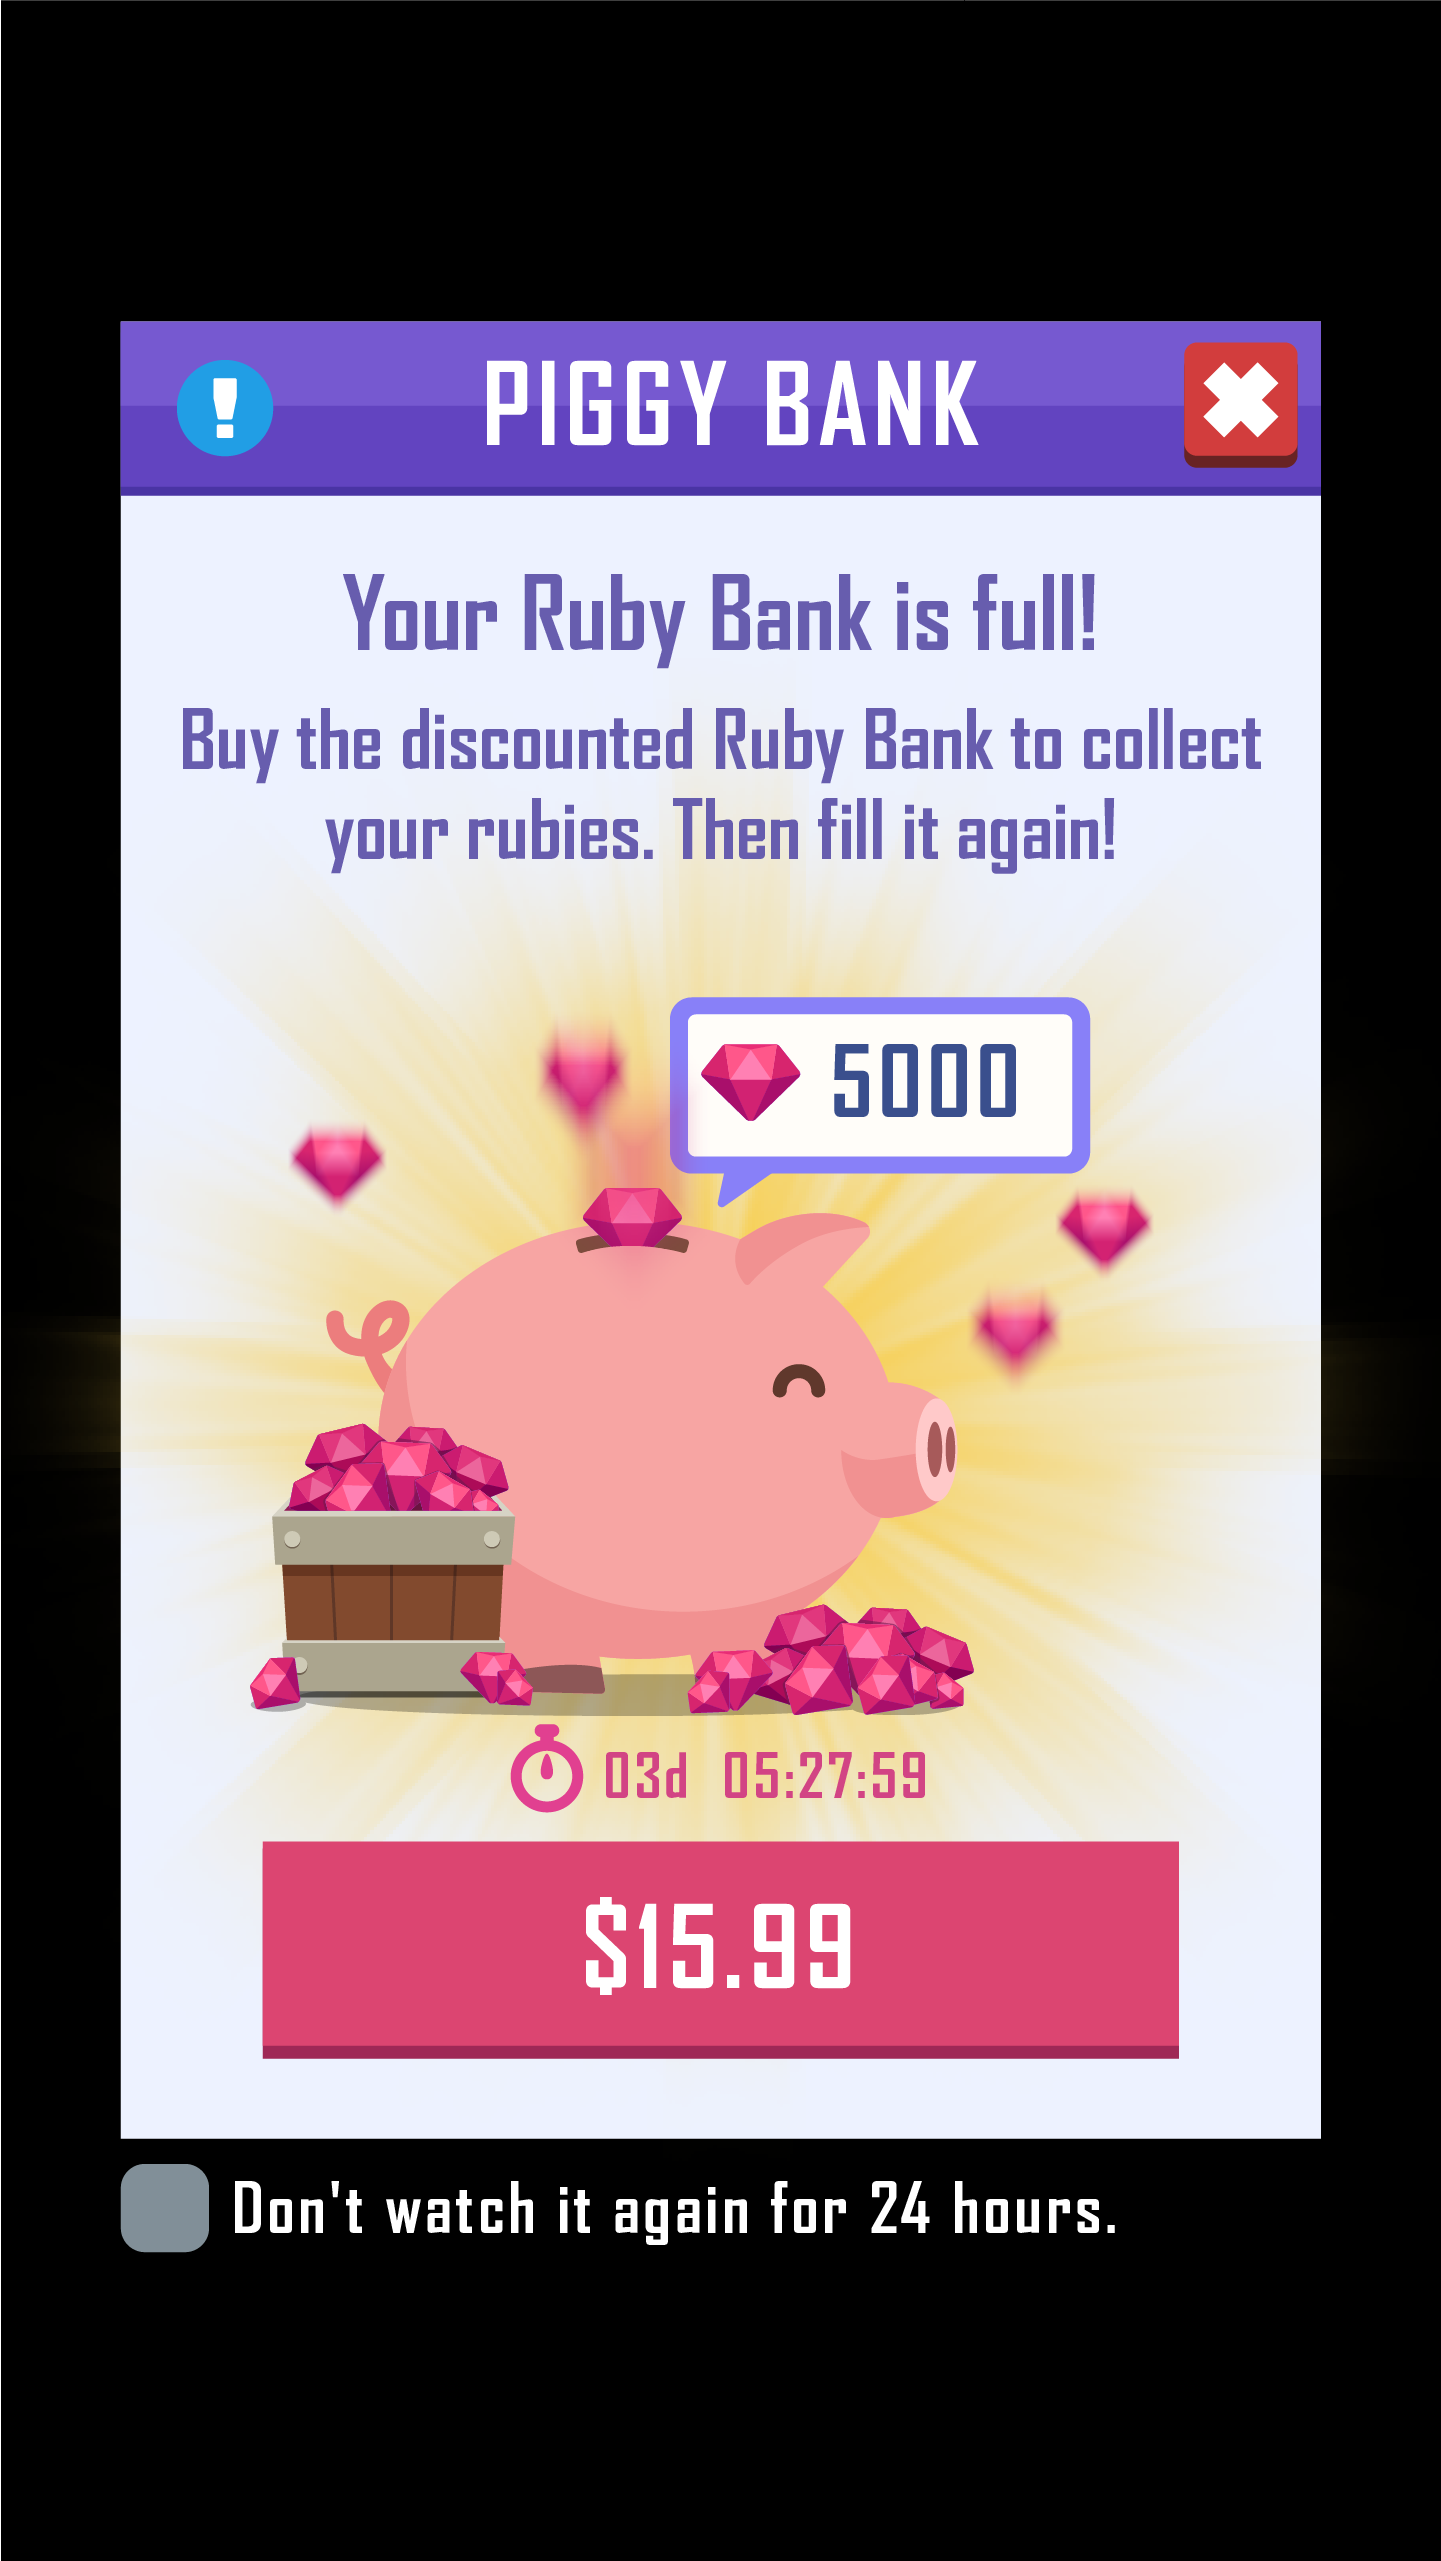 PIGGY BANK
Your Ruby Bank is full!
Buy the discounted Ruby Bank to collect
your rubies. Then fill it again!
5000
03d 05:27:59
$15.99
Don't watch it again for 24 hours.